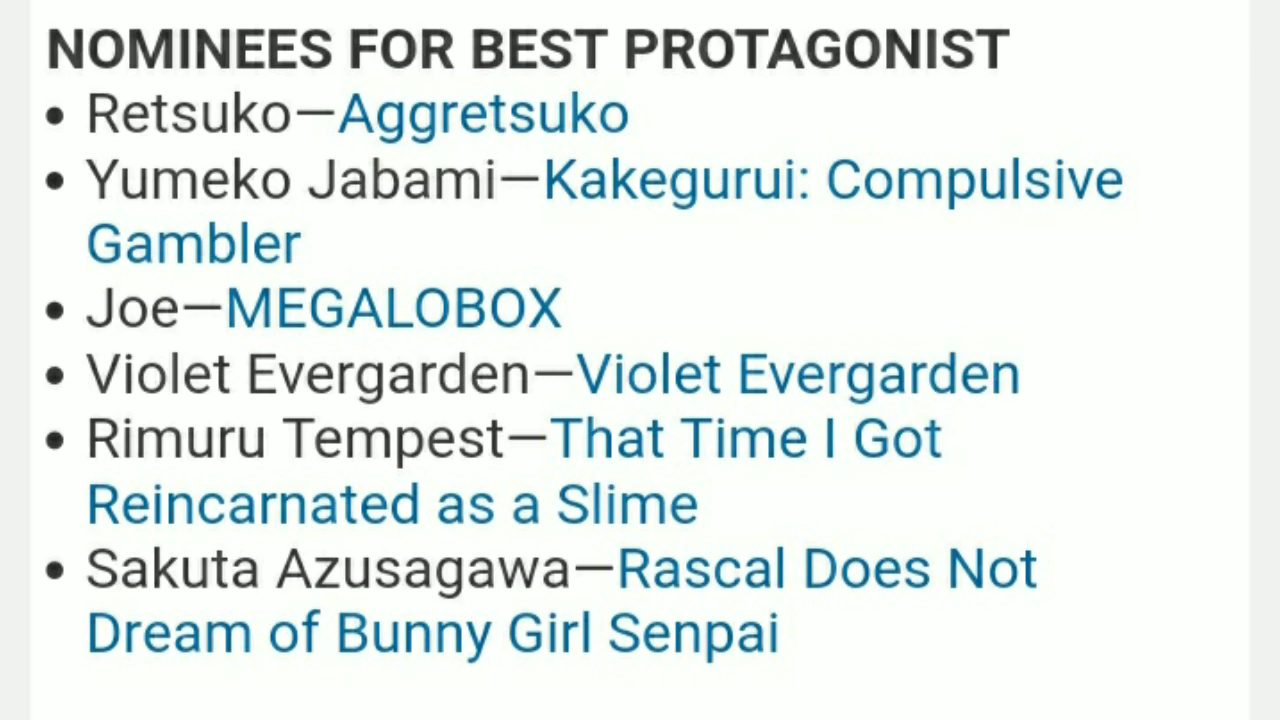 NOMINEES FOR BEST PROTAGONIST
• Retsuko—Aggretsuko
• Yumeko Jabami—Kakegurui: Compulsive
Gambler
• Joe—MEGALOBOX
• Violet Evergarden—Violet Evergarden
• Rimuru Tempest—That Time I Got
Reincarnated as a Slime
• Sakuta Azusagawa—Rascal Does Not
Dream of Bunny Girl Senpai